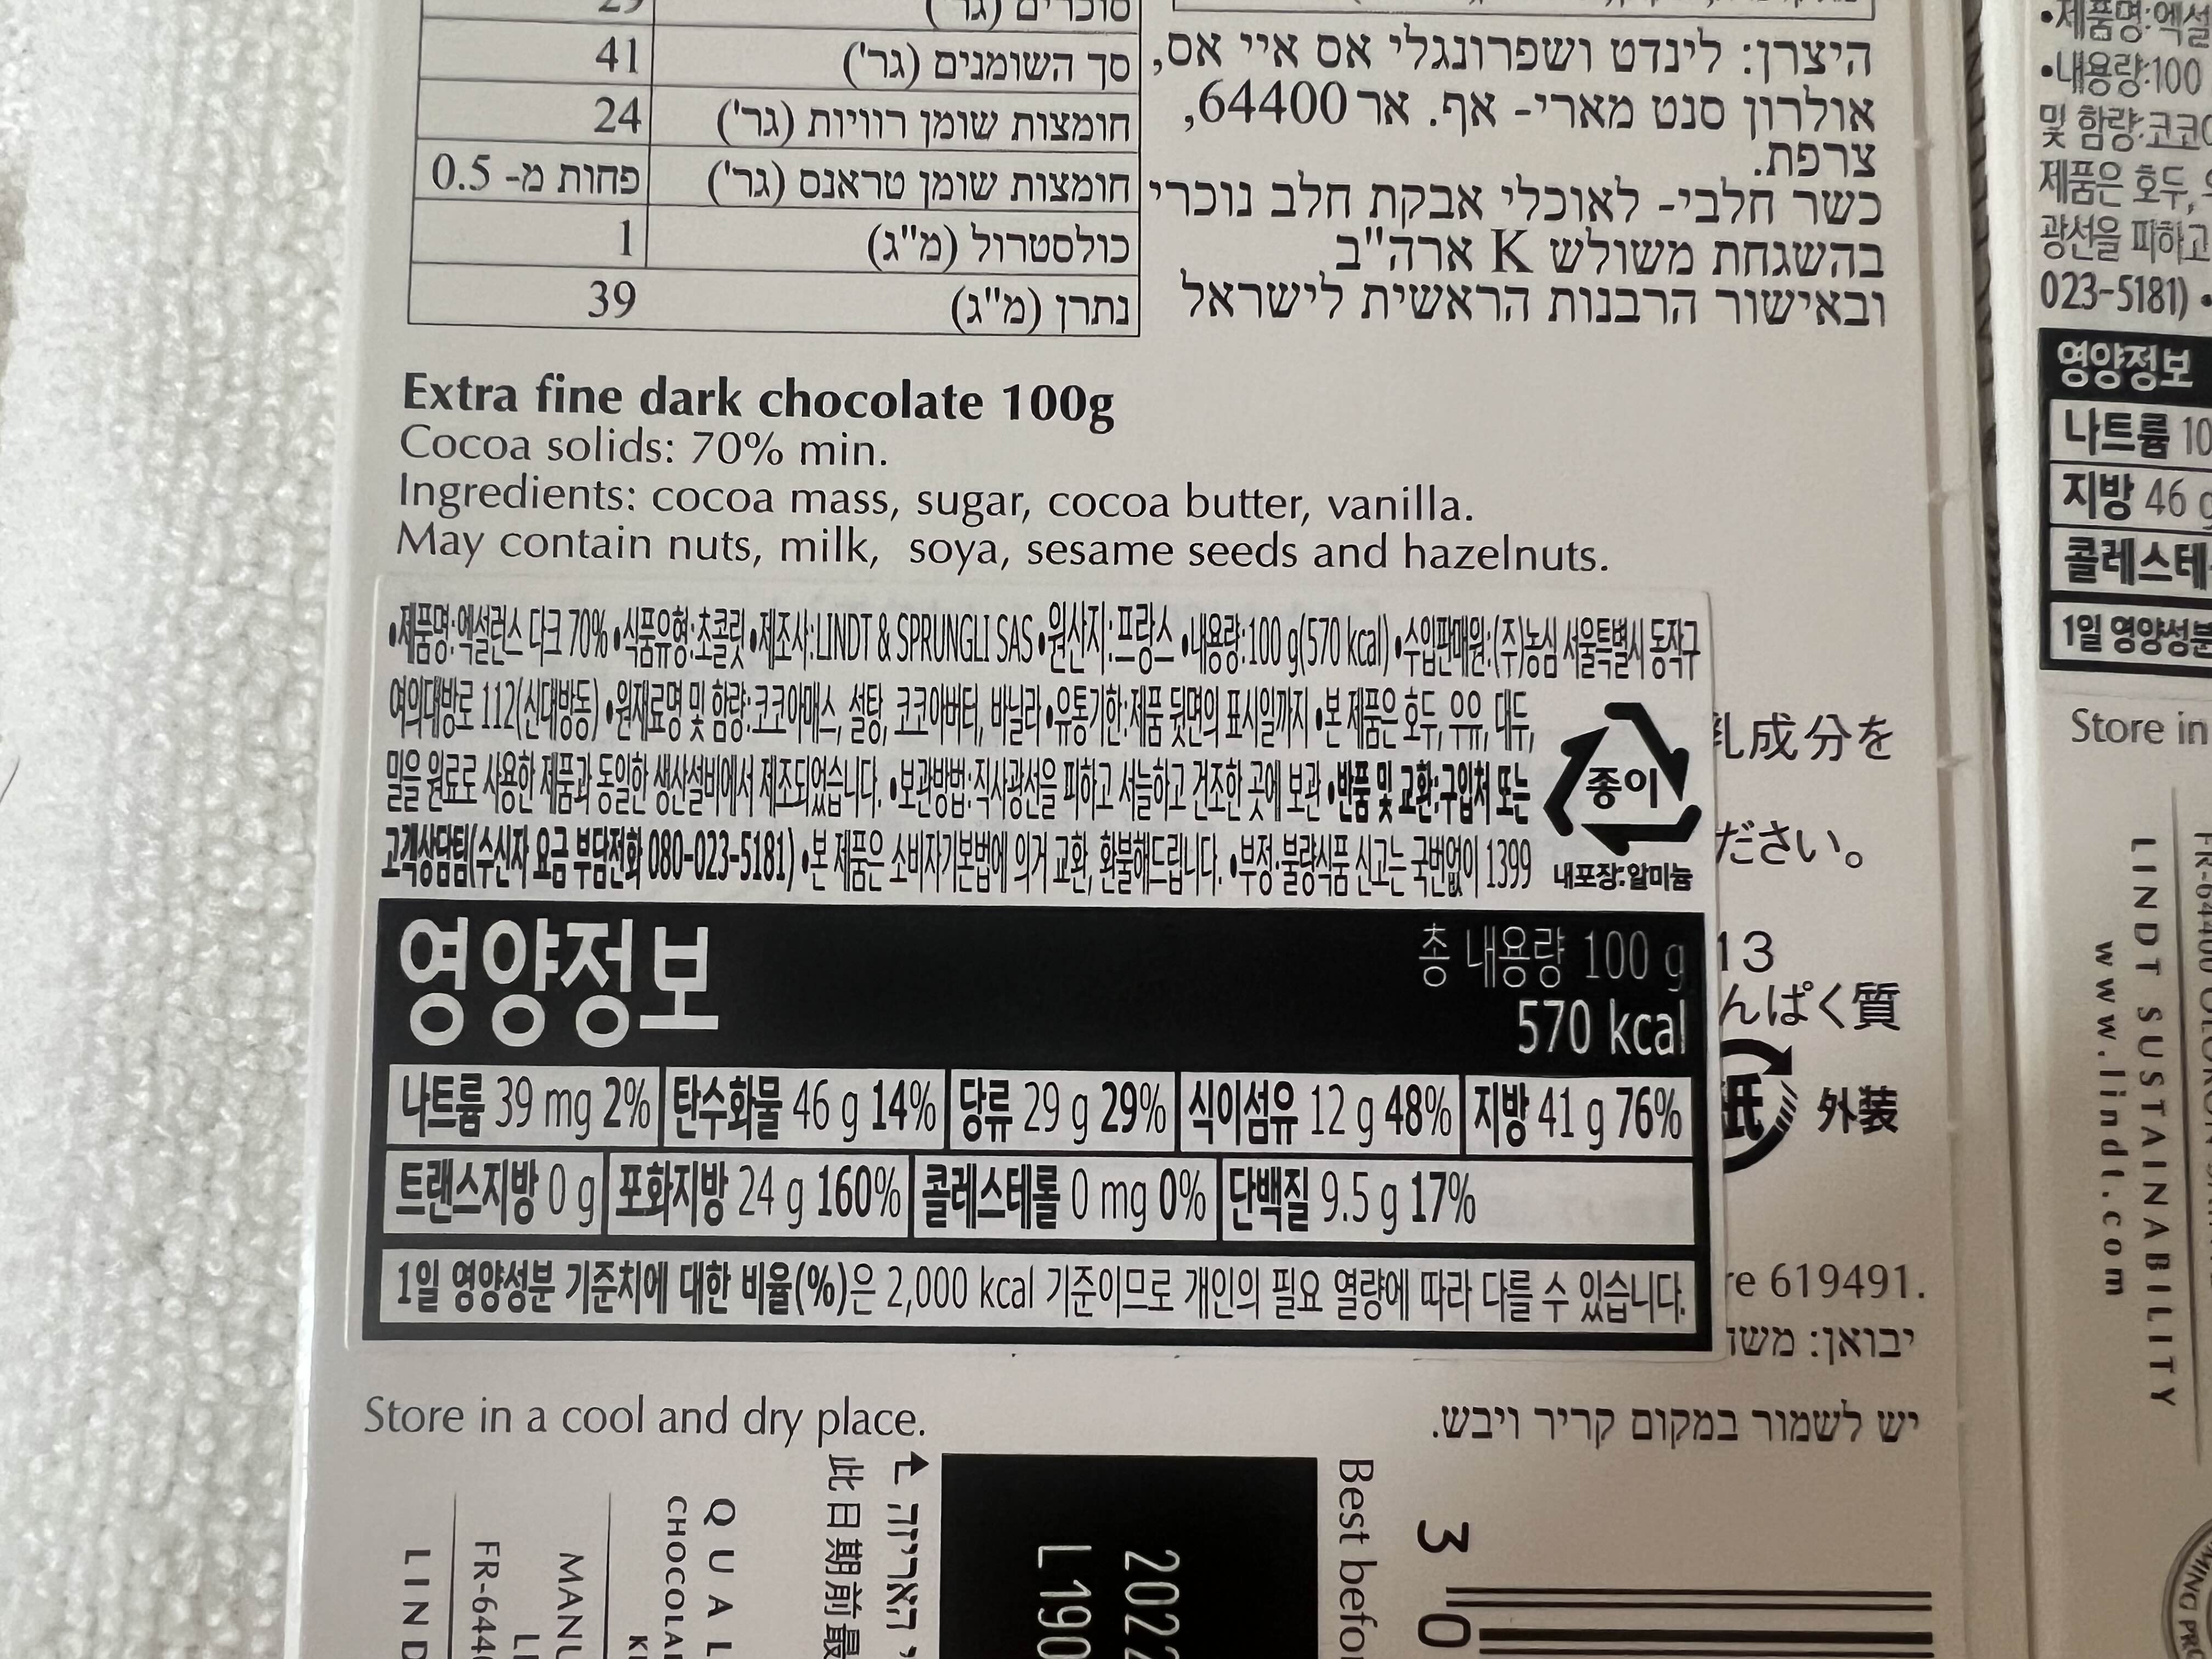 41 סך השומנים (גר')
24 חומצות שומן רוויות (גר')
פחות מ- 0.5 חומצות שומן טראנס (גר')
1 כולסטרול (מ"ג)
39 נתרן (מ"ג)
היצרן: לינדט ושפרונגלי אס איי אס,
אולרון סנט מארי- אף. אר 64400,
צרפת.
כשר חלבי- לאוכלי אבקת חלב נוכרי
בהשגחת משולש K ארה"ב
ובאישור הרבנות הראשית לישראל
Extra fine dark chocolate 100g
Cocoa solids: 70% min.
Ingredients: cocoa mass, sugar, cocoa butter, vanilla.
May contain nuts, milk, soya, sesame seeds and hazelnuts.
•제품명:엑설런스 다크 70% •식품유형:초콜릿 •제조사:LINDT & SPRUNGLI SAS •원산지:프랑스 •내용량:100 g(570 kcal) •수입판매원:(주)농심 서울특별시 동작구
여의대방로 112(신대방동) •원재료명 및 함량:코코아매스, 설탕, 코코아버터, 바닐라 •유통기한:제품 뒷면의 표시일까지 •본 제품은 호두, 우유, 대두,
밀을 원료로 사용한 제품과 동일한 생산설비에서 제조되었습니다. •보관방법:직사광선을 피하고 서늘하고 건조한 곳에 보관 •반품 및 교환:구입처 또는
고객상담팀(수신자 요금 부담전화 080-023-5181) •본 제품은 소비자기본법에 의거 교환, 환불해드립니다. •부정·불량식품 신고는 국번없이 1399
종이
내포장:알미늄
영양정보
총 내용량 100 g
570 kcal
나트륨 39 mg 2% 탄수화물 46 g 14% 당류 29 g 29% 식이섬유 12 g 48% 지방 41 g 76%
트랜스지방 0 g 포화지방 24 g 160% 콜레스테롤 0 mg 0% 단백질 9.5 g 17%
1일 영양성분 기준치에 대한 비율(%)은 2,000 kcal 기준이므로 개인의 필요 열량에 따라 다를 수 있습니다.
乳成分を
ださい。
13
んぱく質
紙 外装
re 619491.
יבואן:
Store in a cool and dry place.
יש לשמור במקום קריר ויבש.
LIND
FR-644
MANU
CHOCOLA
QUAL
此日期前最
האריזה
L190
2022
Best befo
3 0
•제품명:엑설
•내용량:100
및 함량:코코아
제품은 호두,
광선을 피하고
023-5181) •
영양정보
나트륨 10
지방 46 g
콜레스테
1일 영양성분
Store in
LINDT SUSTAINABILITY
www.lindt.com